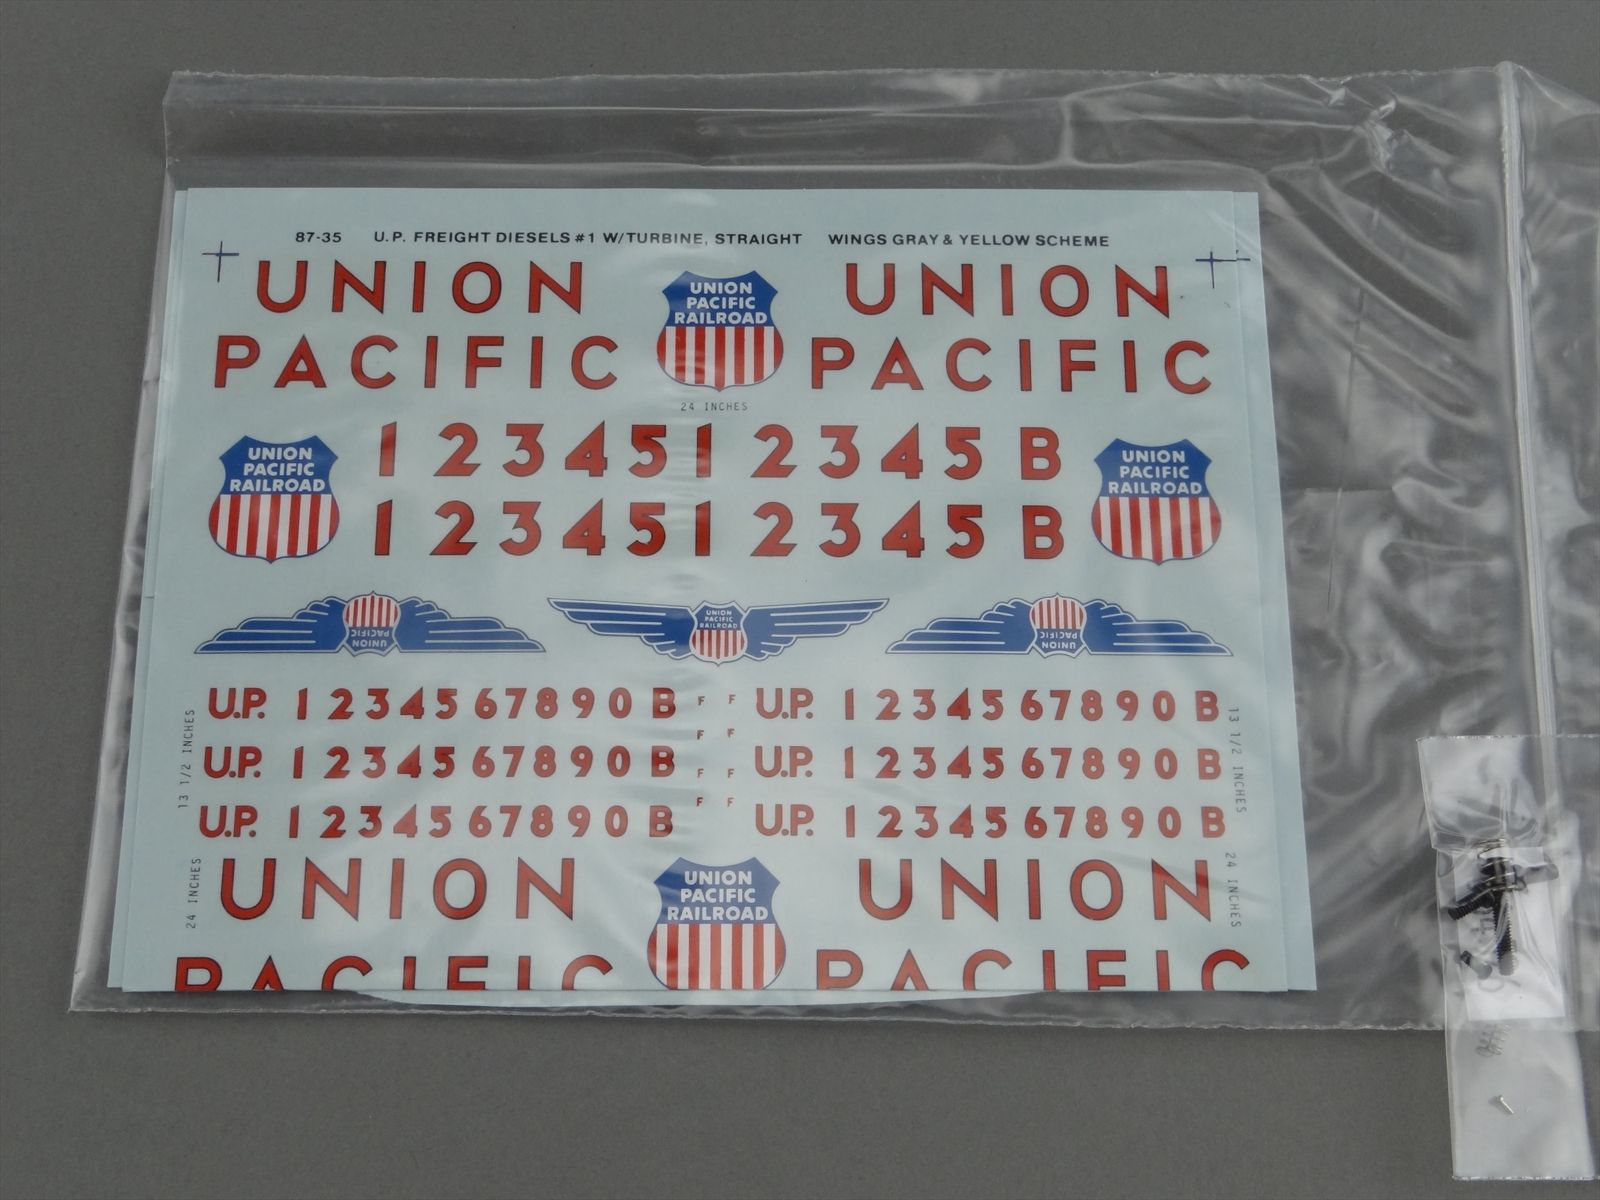 87-35 U.P. FREIGHT DIESELS #1 W/TURBINE, STRAIGHT WINGS GRAY & YELLOW SCHEME
UNION UNION PACIFIC RAILROAD UNION
PACIFIC PACIFIC
24 INCHES
UNION PACIFIC RAILROAD 1 2 3 4 5 1 2 3 4 5 B UNION PACIFIC RAILROAD
1 2 3 4 5 1 2 3 4 5 B
UNION PACIFIC UNION PACIFIC RAILROAD UNION PACIFIC
U.P. 1 2 3 4 5 6 7 8 9 0 B F F U.P. 1 2 3 4 5 6 7 8 9 0 B
F F
13 1/2 INCHES U.P. 1 2 3 4 5 6 7 8 9 0 B F F U.P. 1 2 3 4 5 6 7 8 9 0 B 13 1/2 INCHES
F F
U.P. 1 2 3 4 5 6 7 8 9 0 B U.P. 1 2 3 4 5 6 7 8 9 0 B
24 INCHES UNION UNION PACIFIC RAILROAD UNION 24 INCHES
PACIFIC PACIFIC